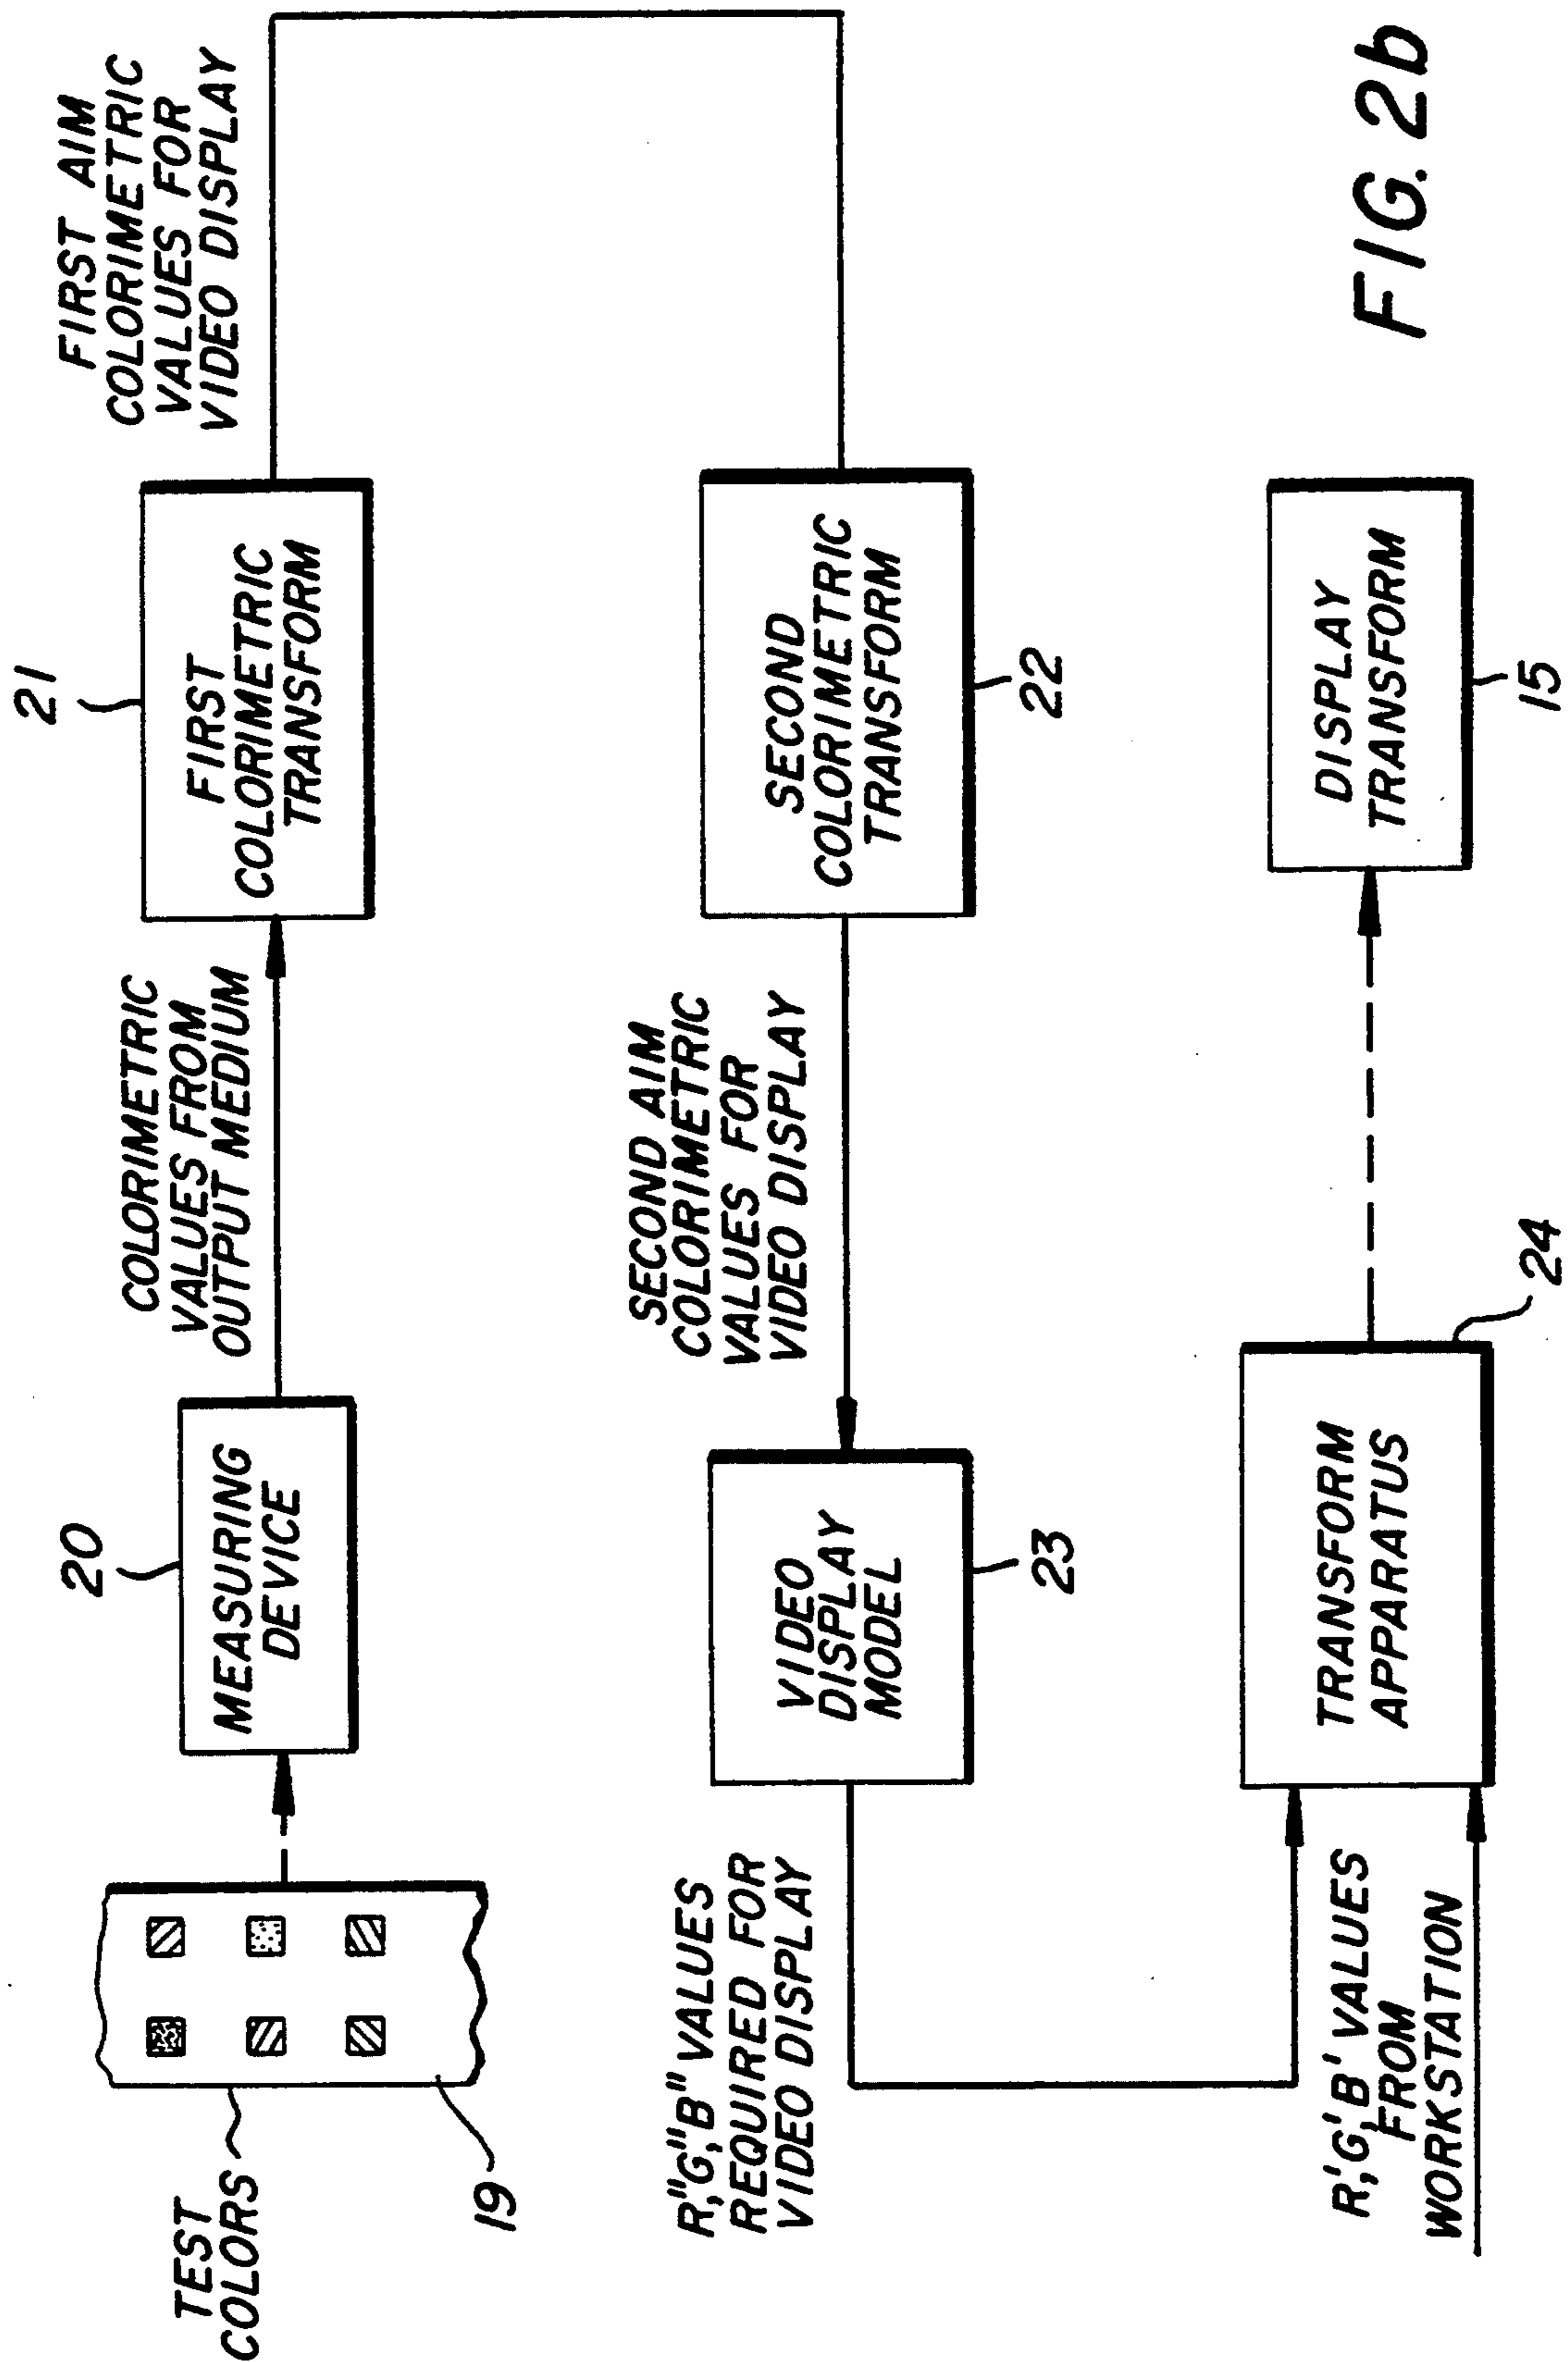 TEST
COLORS
19
20
MEASURING
DEVICE
COLORIMETRIC
VALUES FROM
OUTPUT MEDIUM
21
FIRST
COLORIMETRIC
TRANSFORM
FIRST AIM
COLORIMETRIC
VALUES FOR
VIDEO DISPLAY
R",G",B" VALUES
REQUIRED FOR
VIDEO DISPLAY
VIDEO
DISPLAY
MODEL
23
SECOND AIM
COLORIMETRIC
VALUES FOR
VIDEO DISPLAY
SECOND
COLORIMETRIC
TRANSFORM
22
R',G',B' VALUES
FROM
WORKSTATION
TRANSFORM
APPARATUS
24
DISPLAY
TRANSFORM
15
FIG. 2b